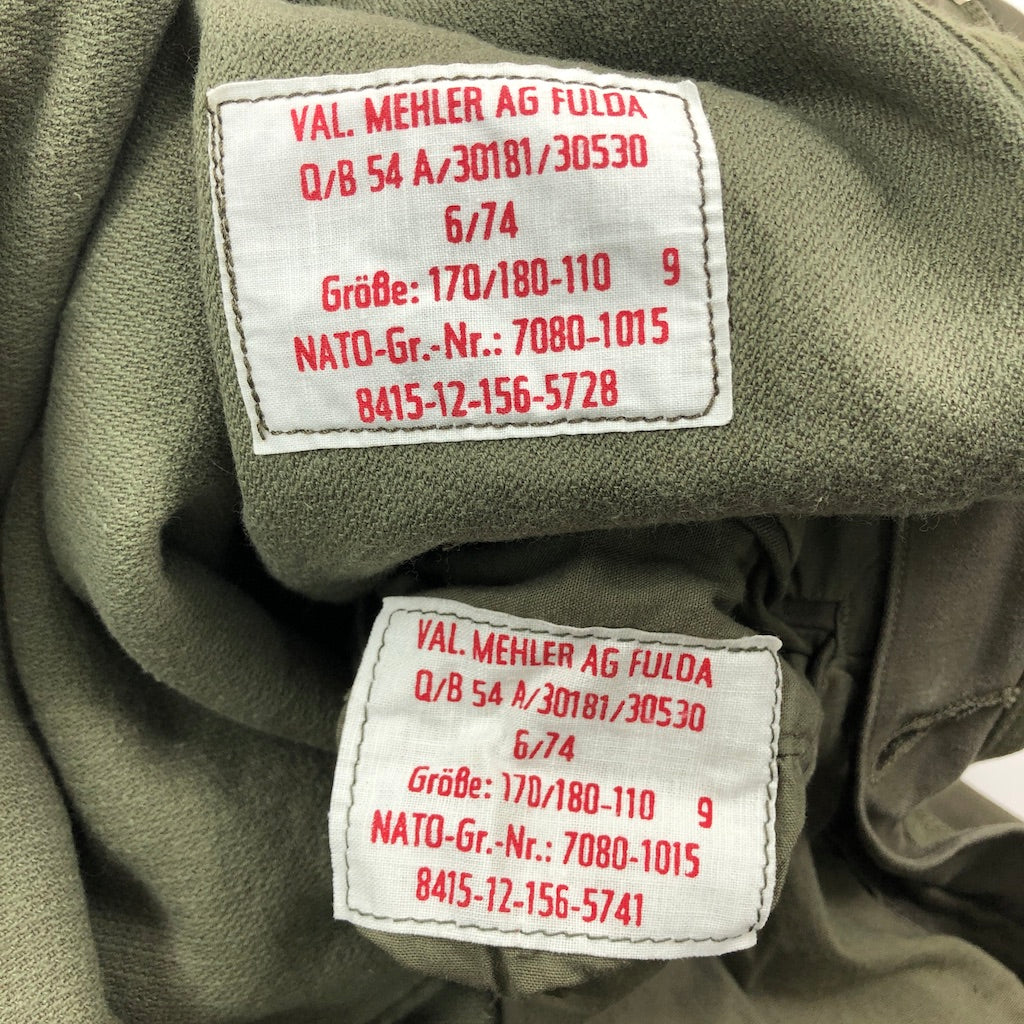 VAL. MEHLER AG FULDA
Q/B 54 A/30181/30530
6/74
Größe: 170/180-110 9
NATO-Gr.-Nr.: 7080-1015
8415-12-156-5728
VAL. MEHLER AG FULDA
Q/B 54 A/30181/30530
6/74
Größe: 170/180-110 9
NATO-Gr.-Nr.: 7080-1015
8415-12-156-5741